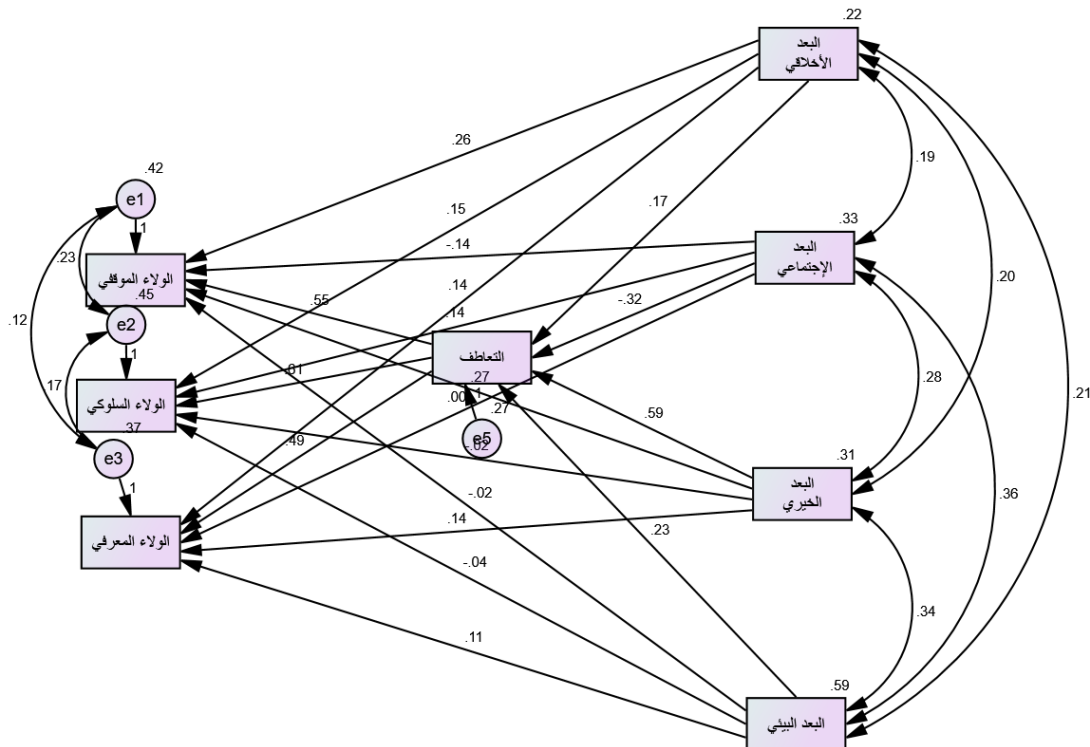 .22
البعد
الأخلاقي
.26
.42
e1
.19
.15
.17
1
.33
.23
-.14
البعد
الإجتماعي
الولاء الموقفي
.20
.45
.55
.14
.14
-.32
.12
e2
التعاطف
1
.27
.28
.21
17
.61
.00
1
.27
.59
الولاء السلوكي
.37
.49
e5
-.02
.31
e3
البعد
الخيري
1
-.02
.36
.14
.23
الولاء المعرفي
-.04
.34
.11
.59
البعد البيئي